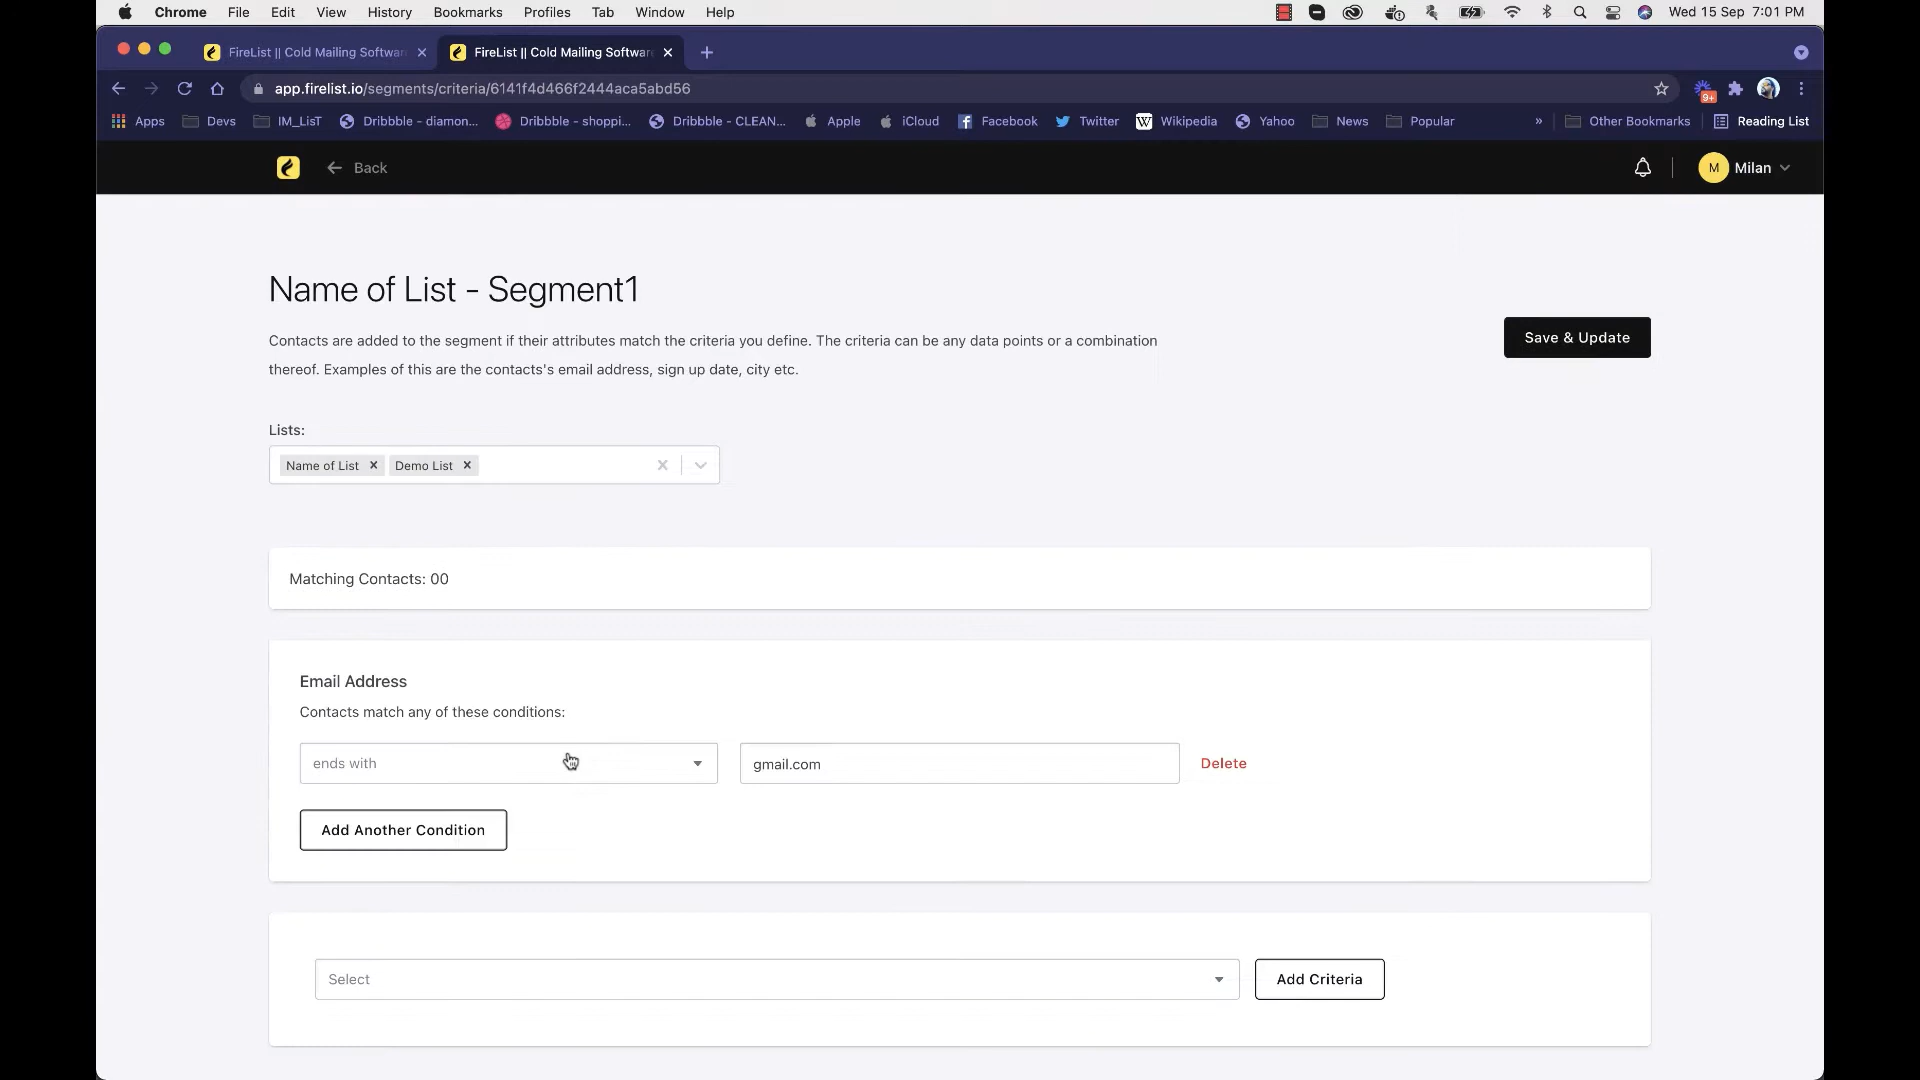 Chrome File Edit View History Bookmarks Profiles Tab Window Help Wed 15 Sep 7:01 PM
FireList || Cold Mailing Softwar FireList || Cold Mailing Softwar
app.firelist.io/segments/criteria/6141f4d466f2444aca5abd56 9+
Apps Devs IM_LisT Dribbble - diamon... Dribbble - shoppi... Dribbble - CLEAN... Apple iCloud Facebook Twitter W Wikipedia Yahoo News Popular » Other Bookmarks Reading List
Back M Milan
Name of List - Segment1
Contacts are added to the segment if their attributes match the criteria you define. The criteria can be any data points or a combination
thereof. Examples of this are the contacts's email address, sign up date, city etc.
Save & Update
Lists:
Name of List Demo List
Matching Contacts: 00
Email Address
Contacts match any of these conditions:
ends with gmail.com Delete
Add Another Condition
Select Add Criteria